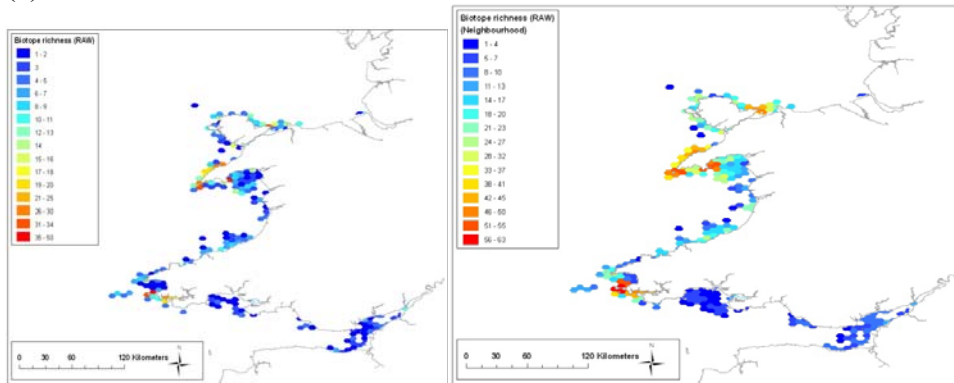 Biotope richness (RAW)
1 - 2
3
4 - 5
6 - 7
8 - 9
10 - 11
12 - 13
14
15 - 16
17 - 18
19 - 20
21 - 25
26 - 30
31 - 34
35 - 50
0 30 60 120 Kilometers
N
Biotope richness (RAW)
(Neighbourhood)
1 - 4
5 - 7
8 - 10
11 - 13
14 - 17
18 - 20
21 - 23
24 - 27
28 - 32
33 - 37
38 - 41
42 - 45
46 - 50
51 - 55
56 - 63
0 30 60 120 Kilometers
N